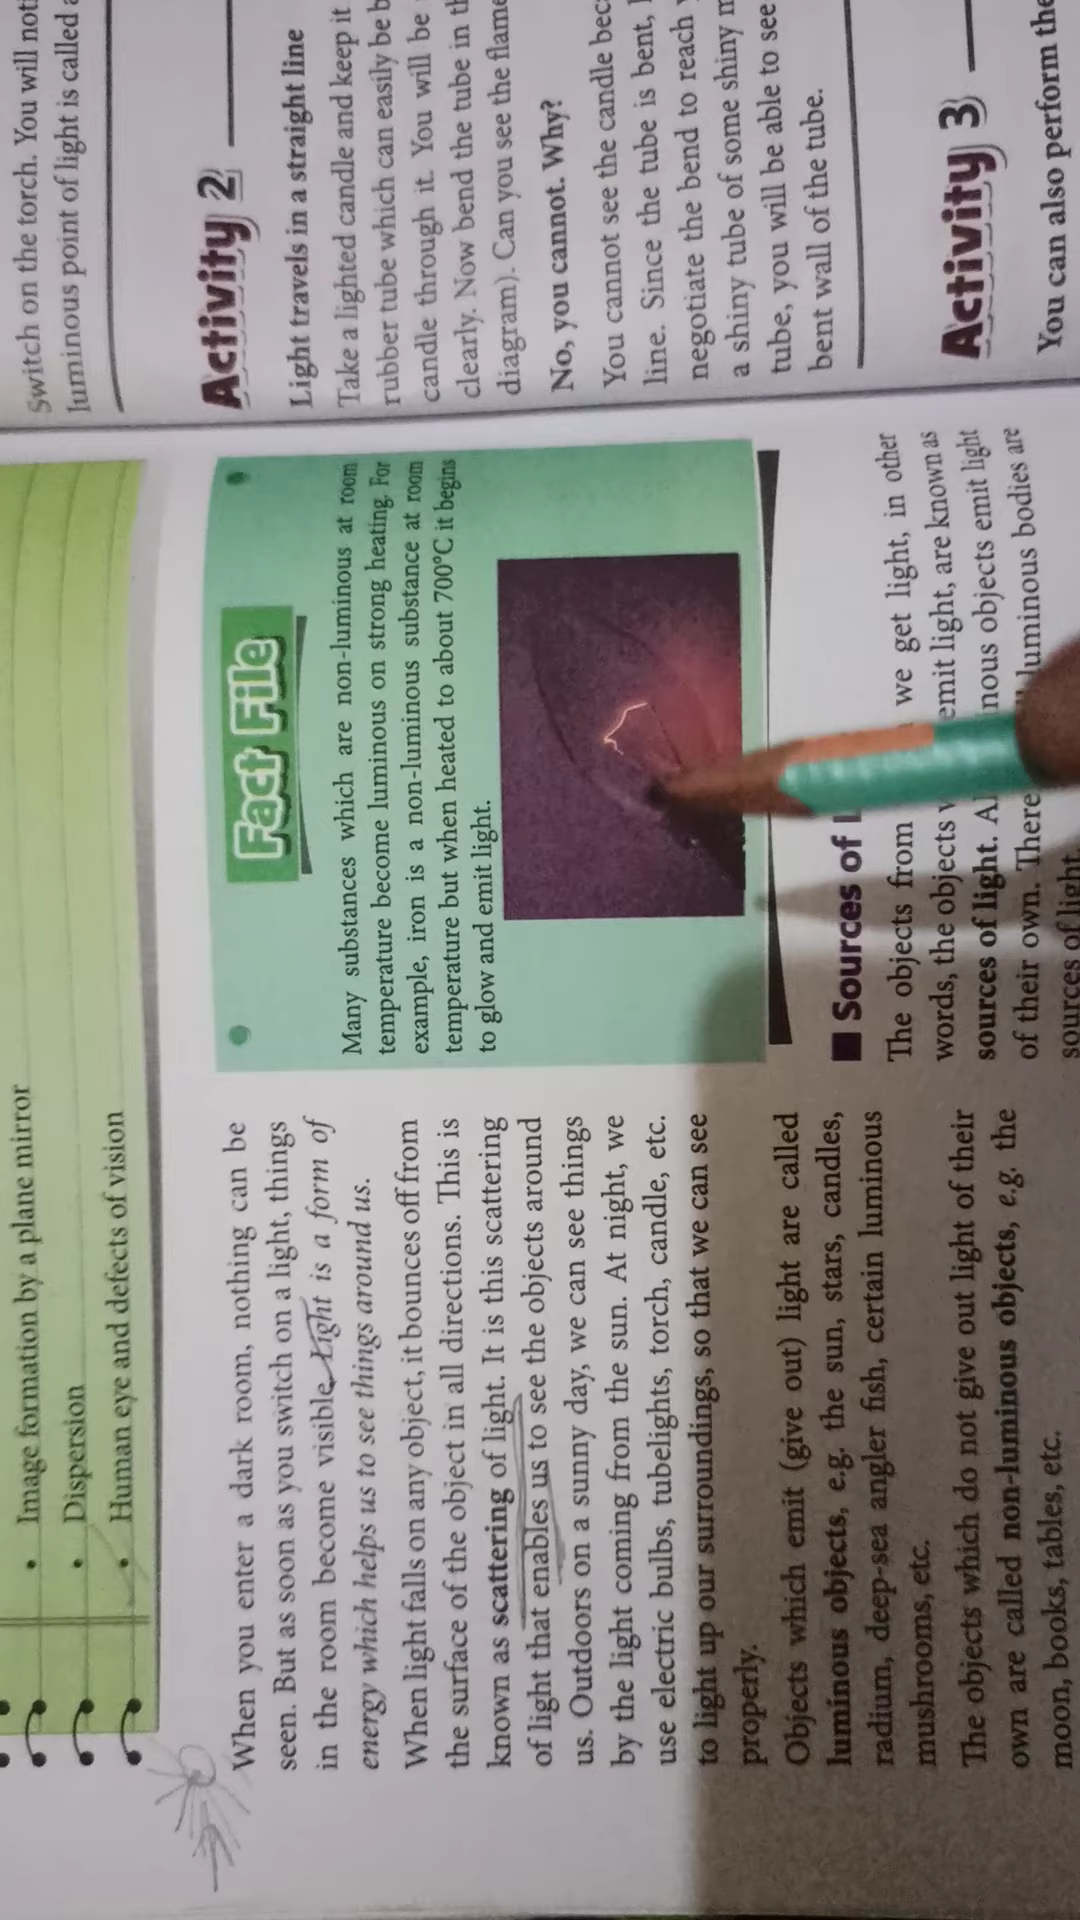 • Image formation by a plane mirror
• Dispersion
• Human eye and defects of vision
When you enter a dark room, nothing can be
seen. But as soon as you switch on a light, things
in the room become visible. Light is a form of
energy which helps us to see things around us.
When light falls on any object, it bounces off from
the surface of the object in all directions. This is
known as scattering of light. It is this scattering
of light that enables us to see the objects around
us. Outdoors on a sunny day, we can see things
by the light coming from the sun. At night, we
use electric bulbs, tubelights, torch, candle, etc.
to light up our surroundings, so that we can see
properly.
Objects which emit (give out) light are called
luminous objects, e.g. the sun, stars, candles,
radium, deep-sea angler fish, certain luminous
mushrooms, etc.
The objects which do not give out light of their
own are called non-luminous objects, e.g. the
moon, books, tables, etc.
Fact File
Many substances which are non-luminous at room
temperature become luminous on strong heating. For
example, iron is a non-luminous substance at room
temperature but when heated to about 700°C it begins
to glow and emit light.
■ Sources of
The objects from we get light, in other
words, the objects emit light, are known as
sources of light. nous objects emit light
of their own. There luminous bodies are
sources of light.
Switch on the torch. You will
luminous point of light is called
Activity 2
Light travels in a straight line
Take a lighted candle and keep it
rubber tube which can easily be
candle through it. You will be
clearly. Now bend the tube in
diagram). Can you see the flame
No, you cannot. Why?
You cannot see the candle
line. Since the tube is bent,
negotiate the bend to reach
a shiny tube of some shiny
tube, you will be able to see
bent wall of the tube.
Activity 3
You can also perform the